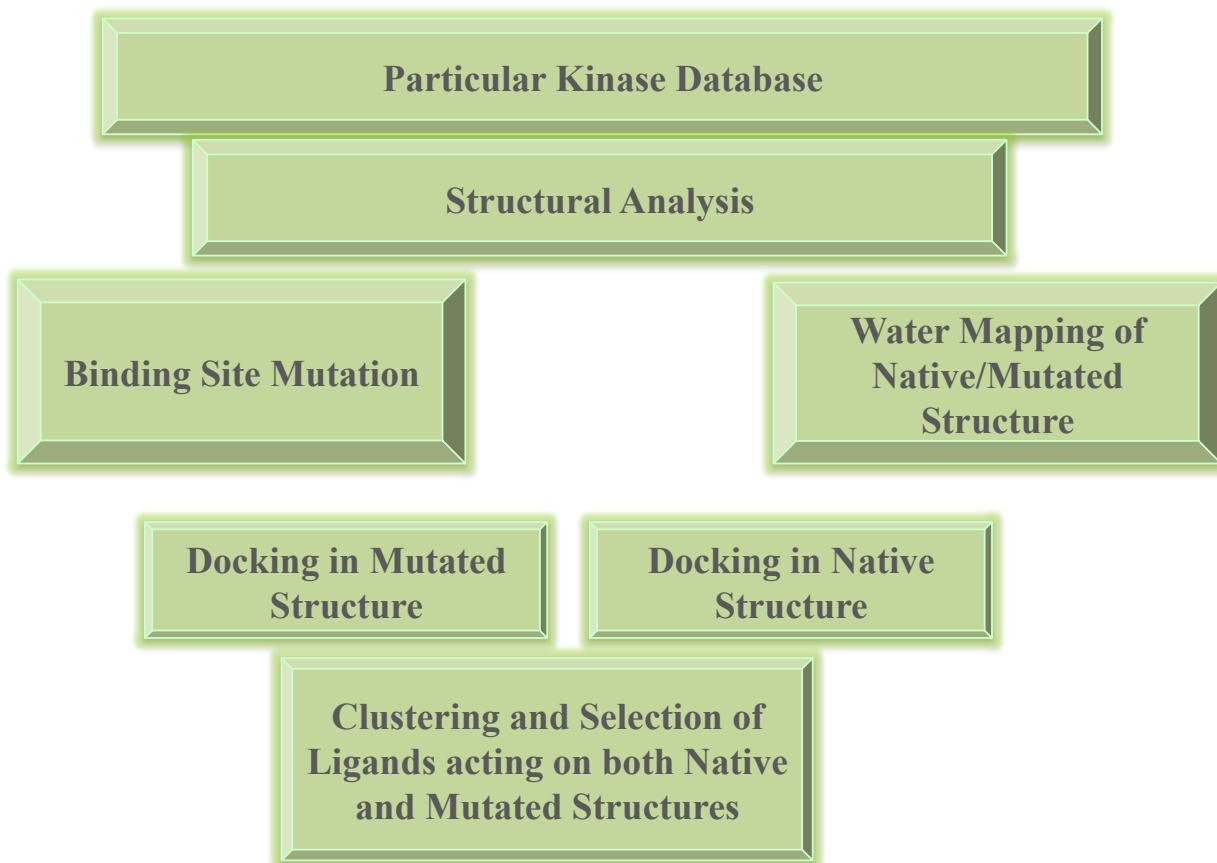 Particular Kinase Database
Structural Analysis
Binding Site Mutation
Water Mapping of
Native/Mutated
Structure
Docking in Mutated
Structure
Docking in Native
Structure
Clustering and Selection of
Ligands acting on both Native
and Mutated Structures